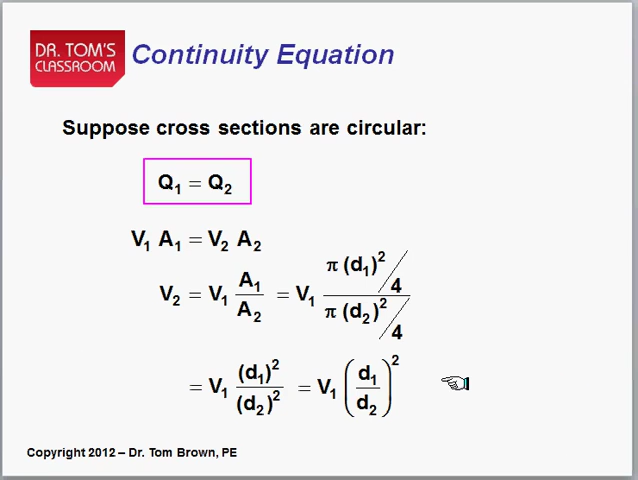 DR. TOM'S
CLASSROOM
Continuity Equation
Suppose cross sections are circular:
Q₁ = Q₂
V₁ A₁ = V₂ A₂
V₂ = V₁ A₁/A₂ = V₁ (π (d₁)²/4)/(π (d₂)²/4)
= V₁ (d₁)²/(d₂)² = V₁ (d₁/d₂)²
Copyright 2012 – Dr. Tom Brown, PE